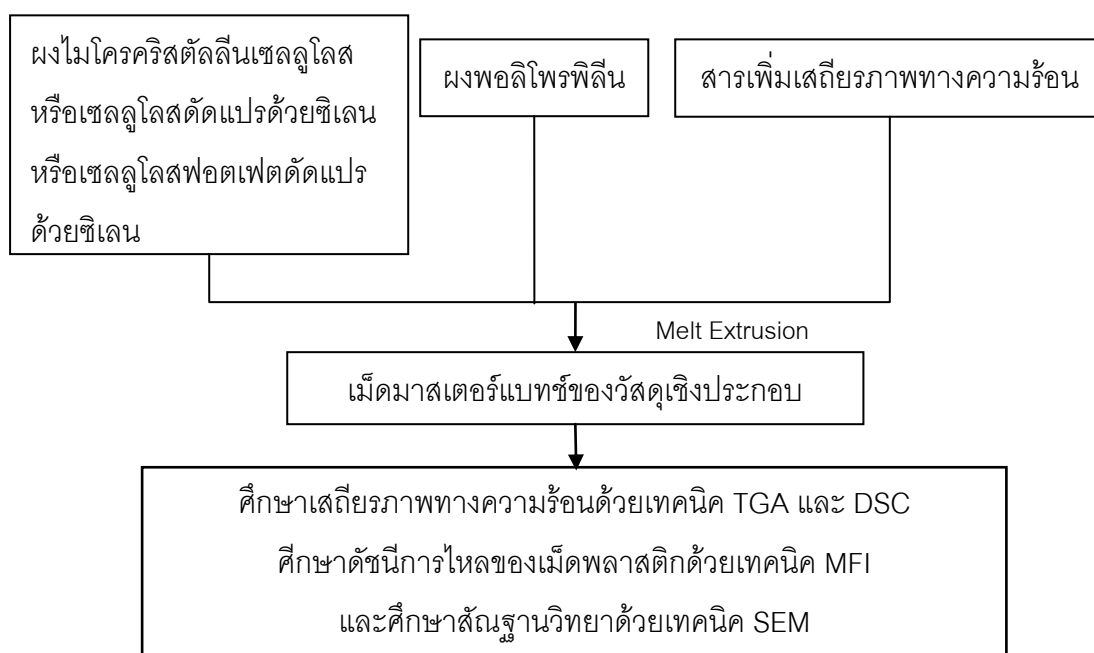 ผงไมโครคริสตัลลีนเซลลูโลส
หรือเซลลูโลสดัดแปรด้วยซิเลน
หรือเซลลูโลสฟอตเฟตดัดแปร
ด้วยซิเลน
ผงพอลิโพรพิลีน
สารเพิ่มเสถียรภาพทางความร้อน
Melt Extrusion
เม็ดมาสเตอร์แบทช์ของวัสดุเชิงประกอบ
ศึกษาเสถียรภาพทางความร้อนด้วยเทคนิค TGA และ DSC
ศึกษาดัชนีการไหลของเม็ดพลาสติกด้วยเทคนิค MFI
และศึกษาสัณฐานวิทยาด้วยเทคนิค SEM